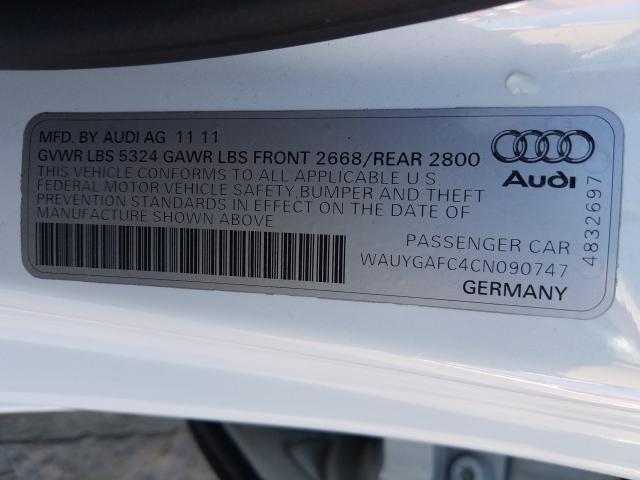 MFD. BY AUDI AG 11 11
GVWR LBS 5324 GAWR LBS FRONT 2668/REAR 2800
THIS VEHICLE CONFORMS TO ALL APPLICABLE U S.
FEDERAL MOTOR VEHICLE SAFETY,BUMPER AND THEFT
PREVENTION STANDARDS IN EFFECT ON THE DATE OF
MANUFACTURE SHOWN ABOVE
Audi
PASSENGER CAR
WAUYGAFC4CN090747
GERMANY
4832697